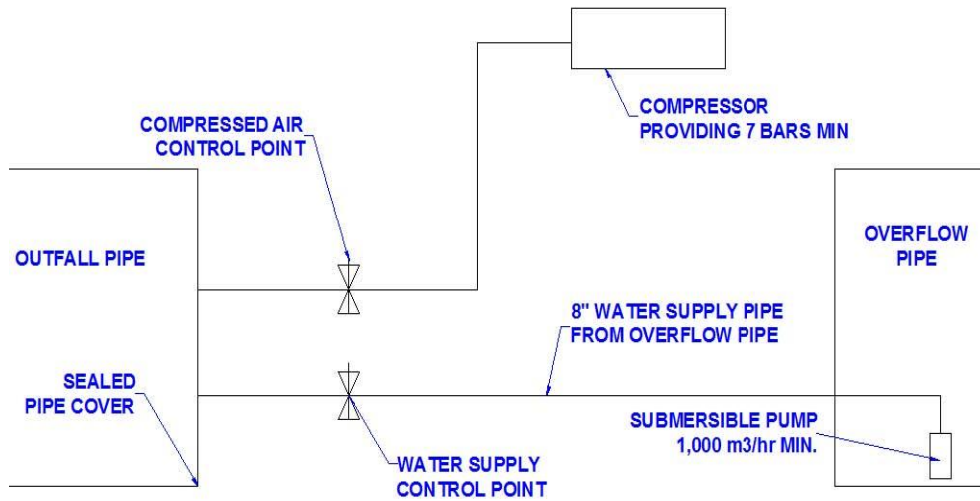 COMPRESSOR
PROVIDING 7 BARS MIN
COMPRESSED AIR
CONTROL POINT
OUTFALL PIPE
OVERFLOW
PIPE
8" WATER SUPPLY PIPE
FROM OVERFLOW PIPE
SEALED
PIPE COVER
SUBMERSIBLE PUMP
1,000 m3/hr MIN.
WATER SUPPLY
CONTROL POINT